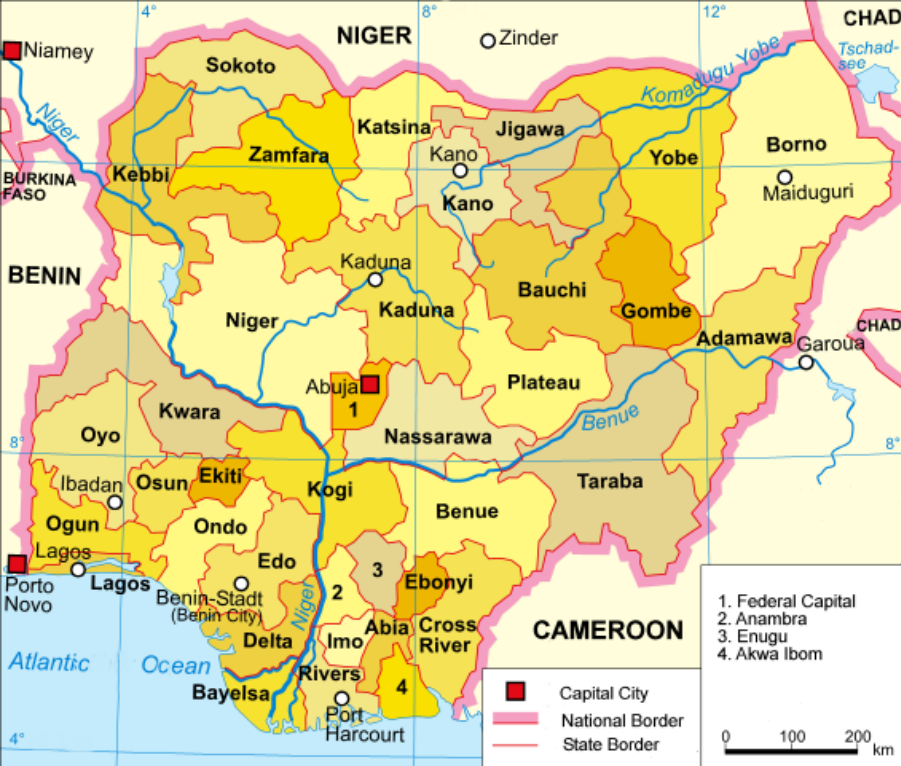 4°
8°
12°
CHAD
NIGER
Zinder
Niamey
Tschad-
see
Sokoto
Komadugu Yobe
Niger
Katsina
Jigawa
Zamfara
Kano
Yobe
Borno
Kebbi
BURKINA
FASO
Maiduguri
Kano
Kaduna
BENIN
Bauchi
Niger
Kaduna
Gombe
CHAD
Adamawa
Garoua
Abuja
Plateau
1
Kwara
Benue
Oyo
Nassarawa
8°
8°
Ibadan
Osun
Ekiti
Kogi
Taraba
Ogun
Ondo
Benue
Lagos
Edo
3
Porto
Novo
Lagos
Benin-Stadt
(Benin City)
Niger
2
Ebonyi
Delta
Imo
Abia
Cross
River
CAMEROON
Atlantic Ocean
Rivers
Bayelsa
4
Port
Harcourt
4°
1. Federal Capital
2. Anambra
3. Enugu
4. Akwa Ibom
Capital City
National Border
State Border
0 100 200
km